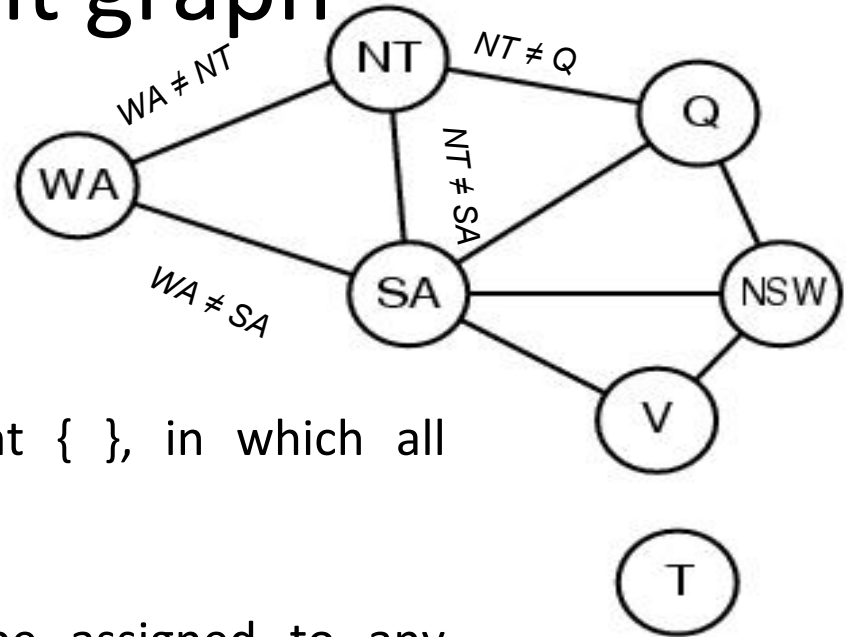 nt graph
WA ≠ NT
NT ≠ Q
NT
Q
WA
NT ≠ SA
SA
NSW
WA ≠ SA
V
nt { }, in which all
T
be assigned to any